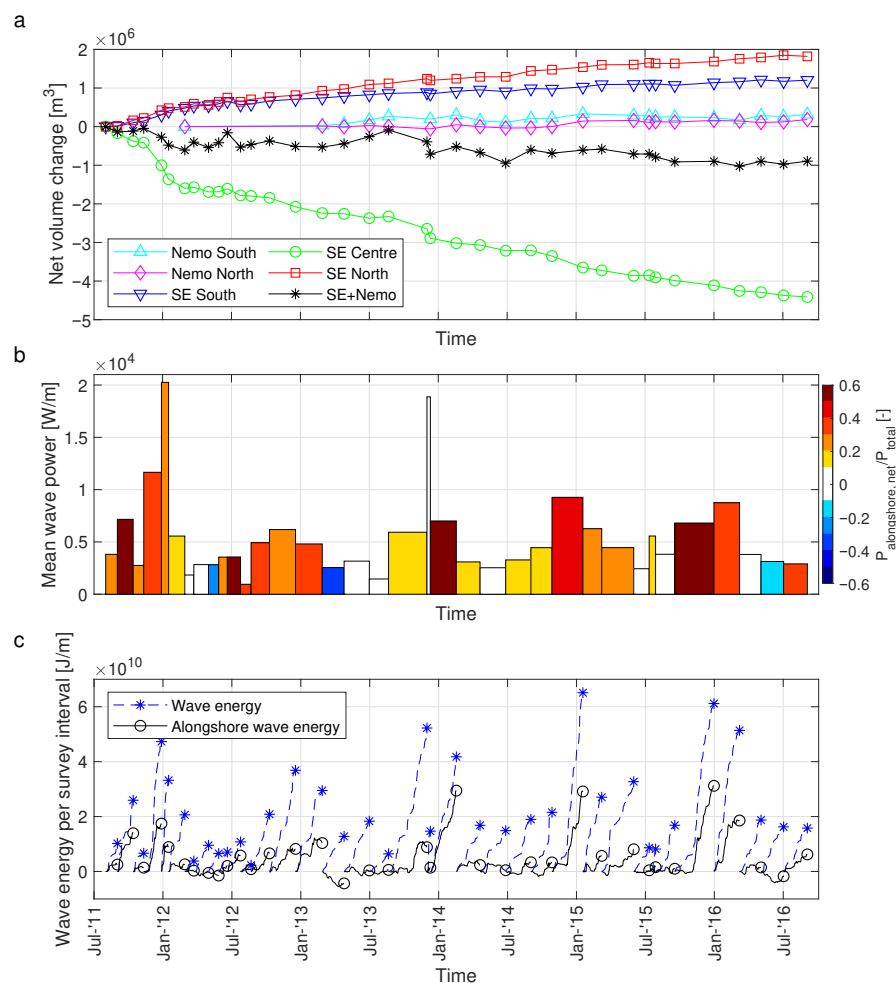 a
×10^6
Net volume change [m^3]
2
1
0
-1
-2
-3
-4
-5
Nemo South
Nemo North
SE South
SE Centre
SE North
SE+Nemo
Time
b
×10^4
Mean wave power [W/m]
2
1.5
1
0.5
0
Time
0.6
0.4
0.2
0
-0.2
-0.4
-0.6
P_alongshore, net/P_total [-]
c
×10^10
Wave energy per survey interval [J/m]
6
4
2
0
Wave energy
Alongshore wave energy
Jul-'11
Jan-'12
Jul-'12
Jan-'13
Jul-'13
Jan-'14
Jul-'14
Jan-'15
Jul-'15
Jan-'16
Jul-'16
Time